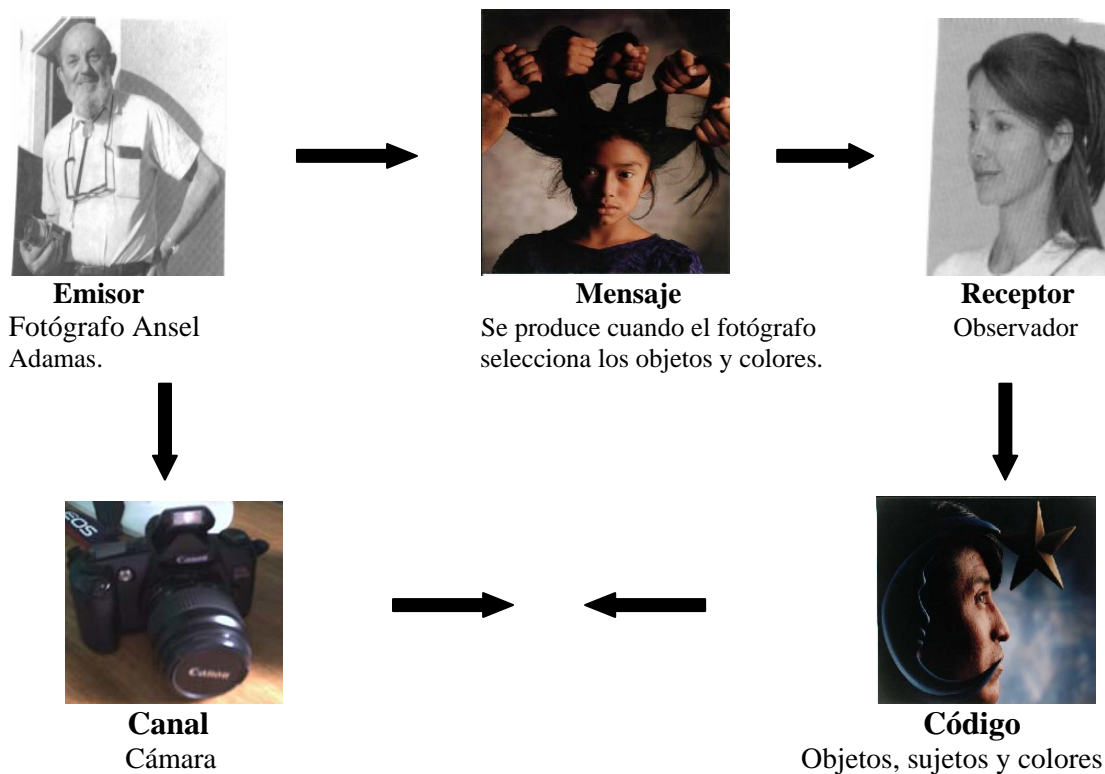 Emisor
Fotógrafo Ansel
Adamas.
Mensaje
Se produce cuando el fotógrafo
selecciona los objetos y colores.
Receptor
Observador
EOS
Canon
Canon
Canal
Cámara
Código
Objetos, sujetos y colores